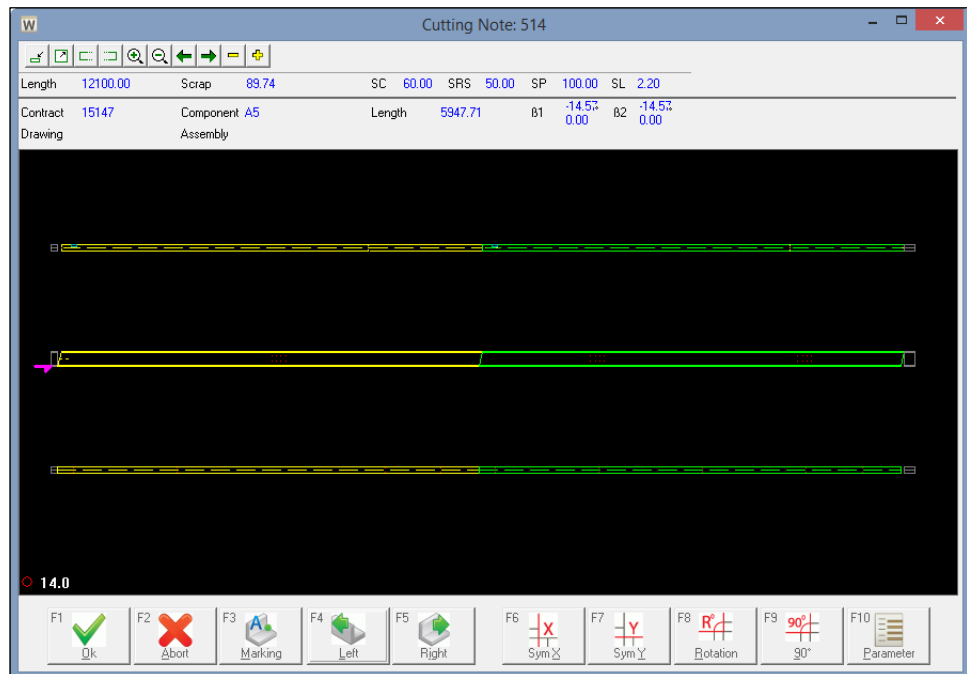 W Cutting Note: 514
Length 12100.00 Scrap 89.74 SC 60.00 SRS 50.00 SP 100.00 SL 2.20
Contract 15147 Component A5 Length 5947.71 ß1 -14.57 ß2 -14.57
0.00 0.00
Drawing Assembly
14.0
F1 F2 F3 F4 F5 F6 F7 F8 F9 F10
A X Y R° 90°
Ok Abort Marking Left Right Sym X Sym Y Rotation 90° Parameter